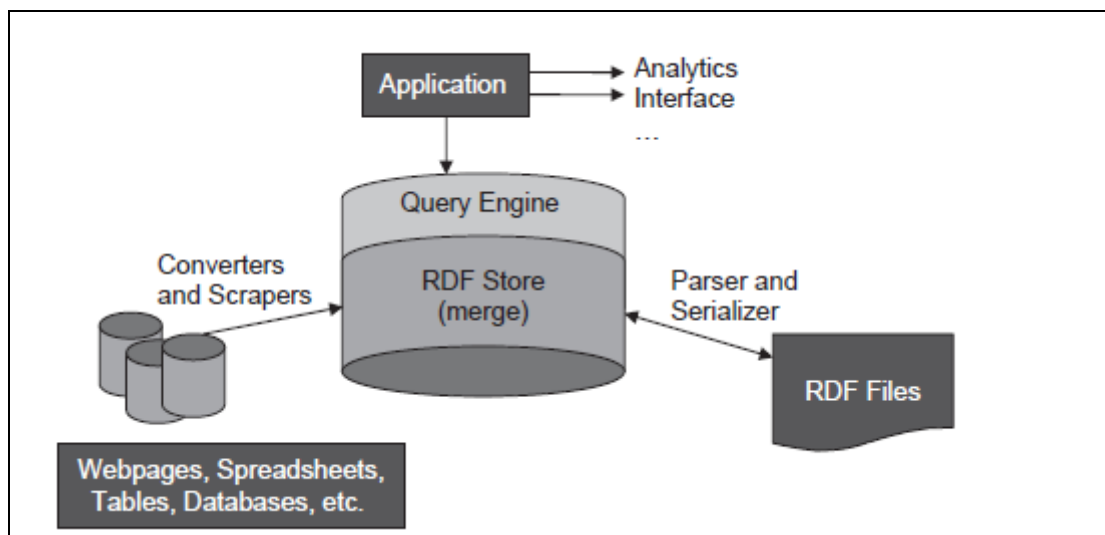 Application
Analytics
Interface
...
Query Engine
Converters
and Scrapers
RDF Store
(merge)
Parser and
Serializer
RDF Files
Webpages, Spreadsheets,
Tables, Databases, etc.